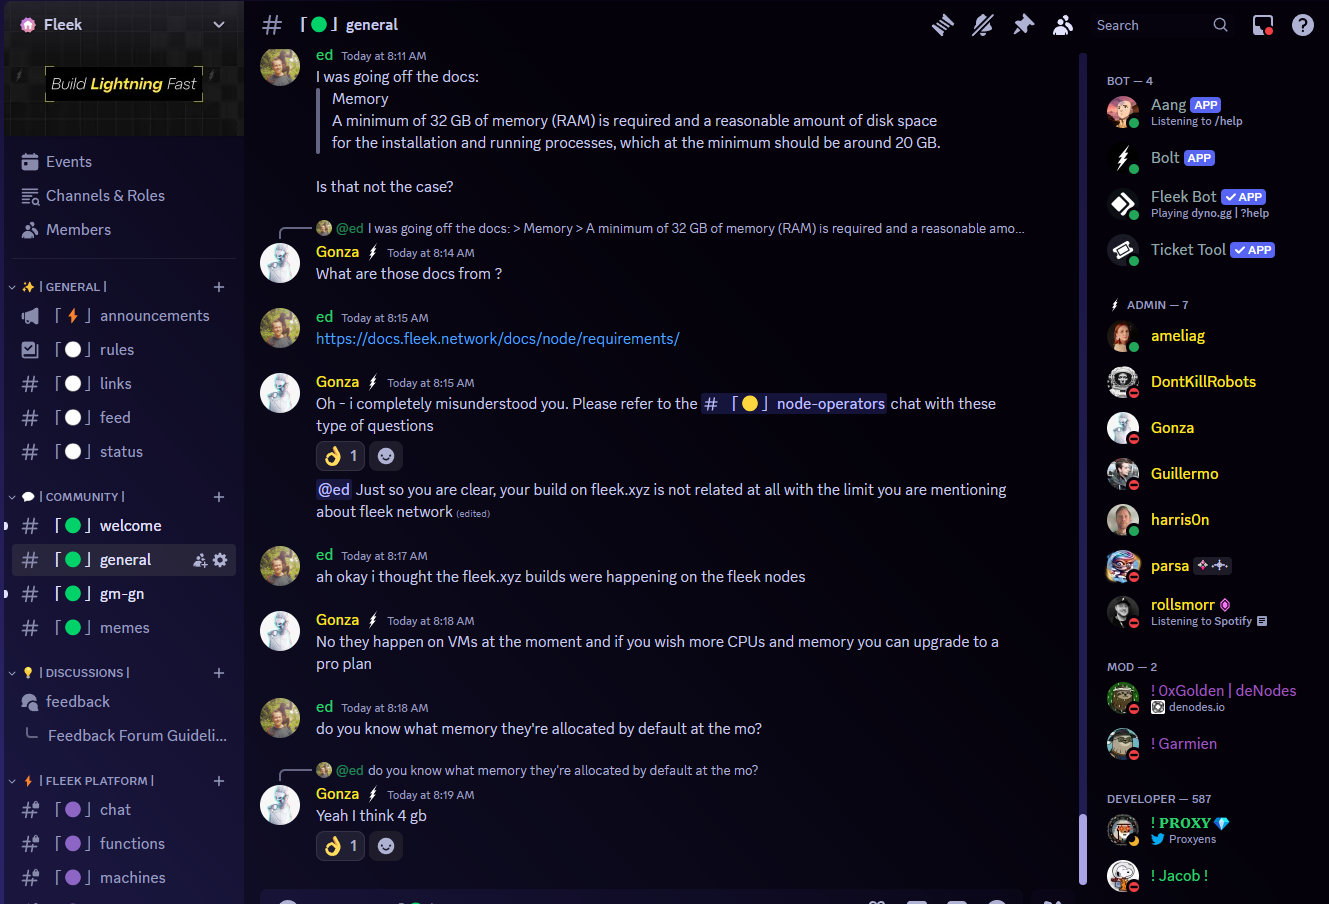 Fleek
Build Lightning Fast
Events
Channels & Roles
Members
| GENERAL |
announcements
rules
links
feed
status
| COMMUNITY |
welcome
general
gm-gn
memes
| DISCUSSIONS |
feedback
Feedback Forum Guideli...
| FLEEK PLATFORM |
chat
functions
machines
# 「 」 general
Search
ed Today at 8:11 AM
I was going off the docs:
Memory
A minimum of 32 GB of memory (RAM) is required and a reasonable amount of disk space
for the installation and running processes, which at the minimum should be around 20 GB.
Is that not the case?
@ed I was going off the docs: > Memory > A minimum of 32 GB of memory (RAM) is required and a reasonable amo...
Gonza Today at 8:14 AM
What are those docs from ?
ed Today at 8:15 AM
https://docs.fleek.network/docs/node/requirements/
Gonza Today at 8:15 AM
Oh - i completely misunderstood you. Please refer to the # 「 」 node-operators chat with these
type of questions
1
@ed Just so you are clear, your build on fleek.xyz is not related at all with the limit you are mentioning
about fleek network (edited)
ed Today at 8:17 AM
ah okay i thought the fleek.xyz builds were happening on the fleek nodes
Gonza Today at 8:18 AM
No they happen on VMs at the moment and if you wish more CPUs and memory you can upgrade to a
pro plan
ed Today at 8:18 AM
do you know what memory they're allocated by default at the mo?
@ed do you know what memory they're allocated by default at the mo?
Gonza Today at 8:19 AM
Yeah I think 4 gb
1
BOT — 4
Aang APP
Listening to /help
Bolt APP
Fleek Bot APP
Playing dyno.gg | ?help
Ticket Tool APP
ADMIN — 7
ameliag
DontKillRobots
Gonza
Guillermo
harris0n
parsa
rollsmorr
Listening to Spotify
MOD — 2
! 0xGolden | deNodes
denodes.io
! Garmien
DEVELOPER — 587
! PROXY
Proxyens
! Jacob !